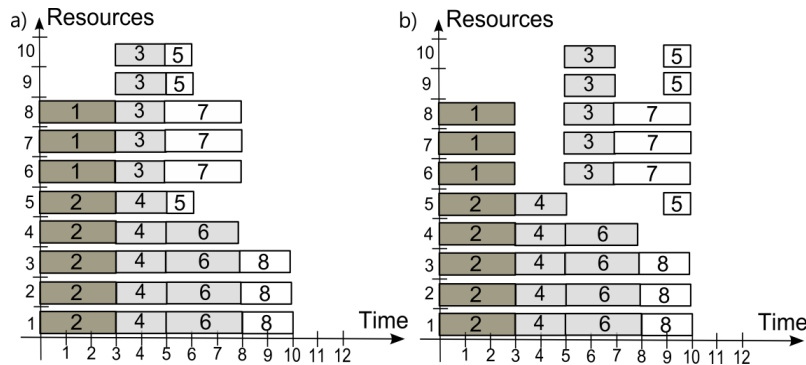 a) Resources b) Resources
10 3 5 10 3 5
9 3 5 9 3 5
8 1 3 7 8 1 3 7
7 1 3 7 7 1 3 7
6 1 3 7 6 1 3 7
5 2 4 5 5 2 4 5
4 2 4 6 4 2 4 6
3 2 4 6 8 3 2 4 6 8
2 2 4 6 8 2 2 4 6 8
1 2 4 6 8 Time 1 2 4 6 8 Time
1 2 3 4 5 6 7 8 9 10 11 12 1 2 3 4 5 6 7 8 9 10 11 12